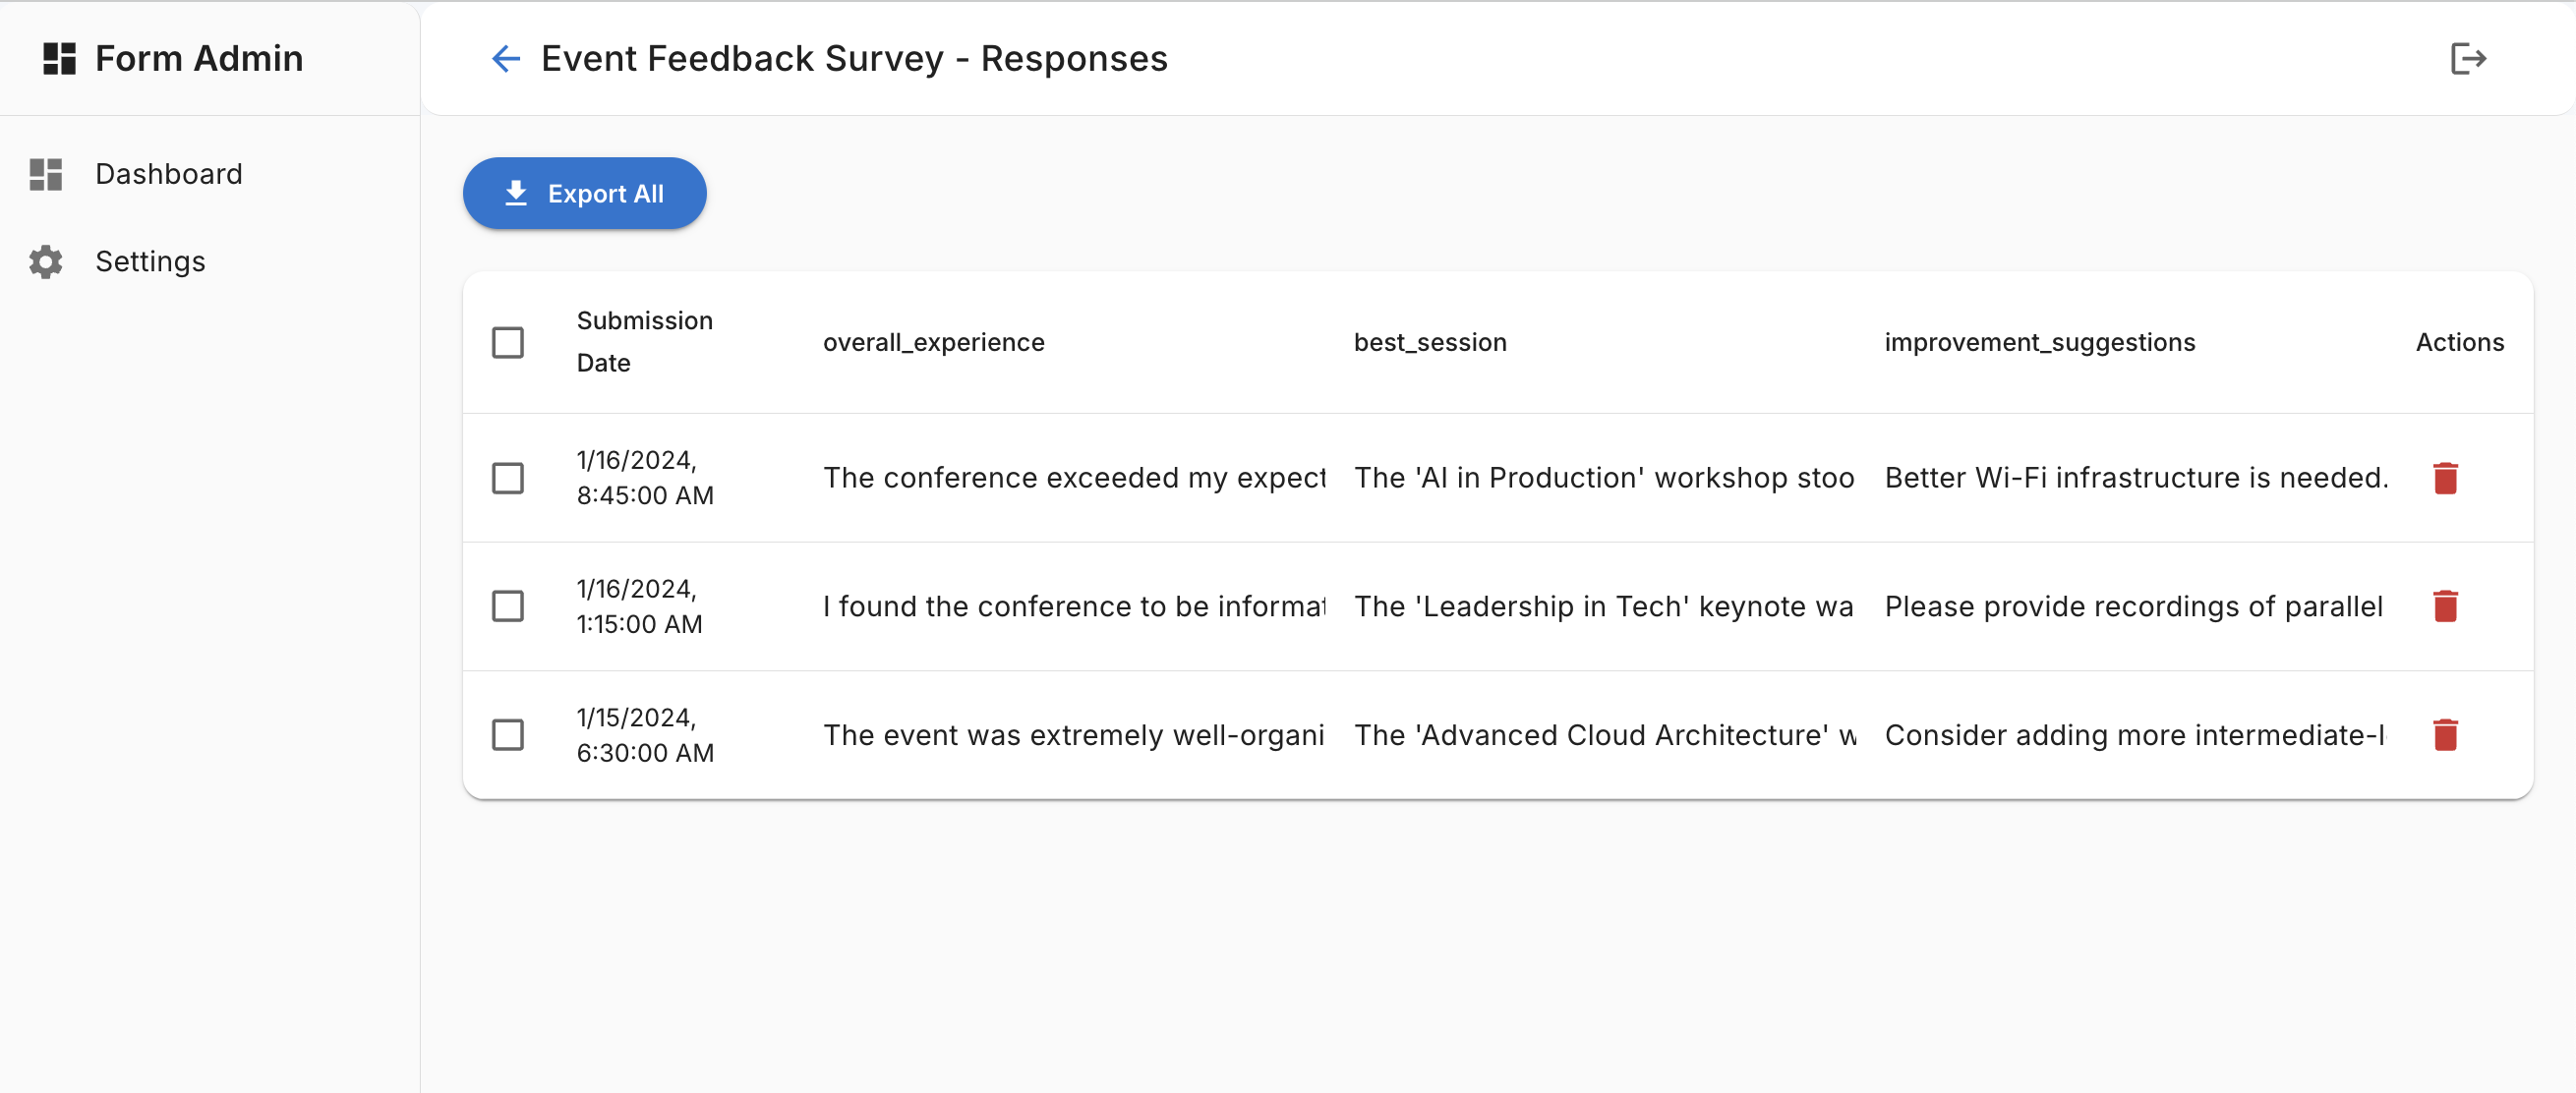 Form Admin
Event Feedback Survey - Responses
Dashboard
Settings
Export All
Submission
Date
overall_experience
best_session
improvement_suggestions
Actions
1/16/2024,
8:45:00 AM
The conference exceeded my expect
The 'AI in Production' workshop stoo
Better Wi-Fi infrastructure is needed.
1/16/2024,
1:15:00 AM
I found the conference to be informat
The 'Leadership in Tech' keynote wa
Please provide recordings of parallel
1/15/2024,
6:30:00 AM
The event was extremely well-organi
The 'Advanced Cloud Architecture' w
Consider adding more intermediate-l